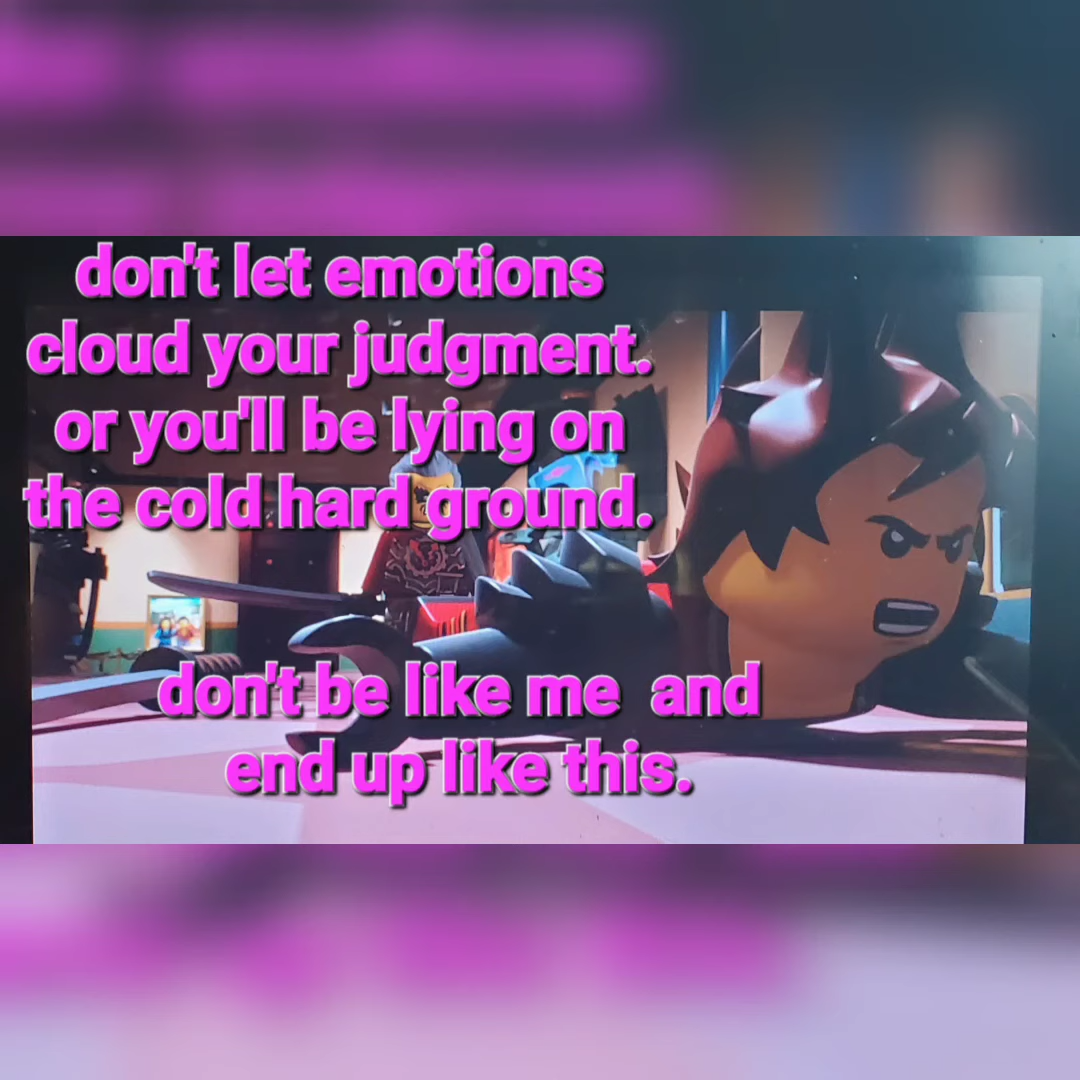 don't let emotions
cloud your judgment.
or you'll be lying on
the cold hard ground.
don't be like me  and
end up like this.